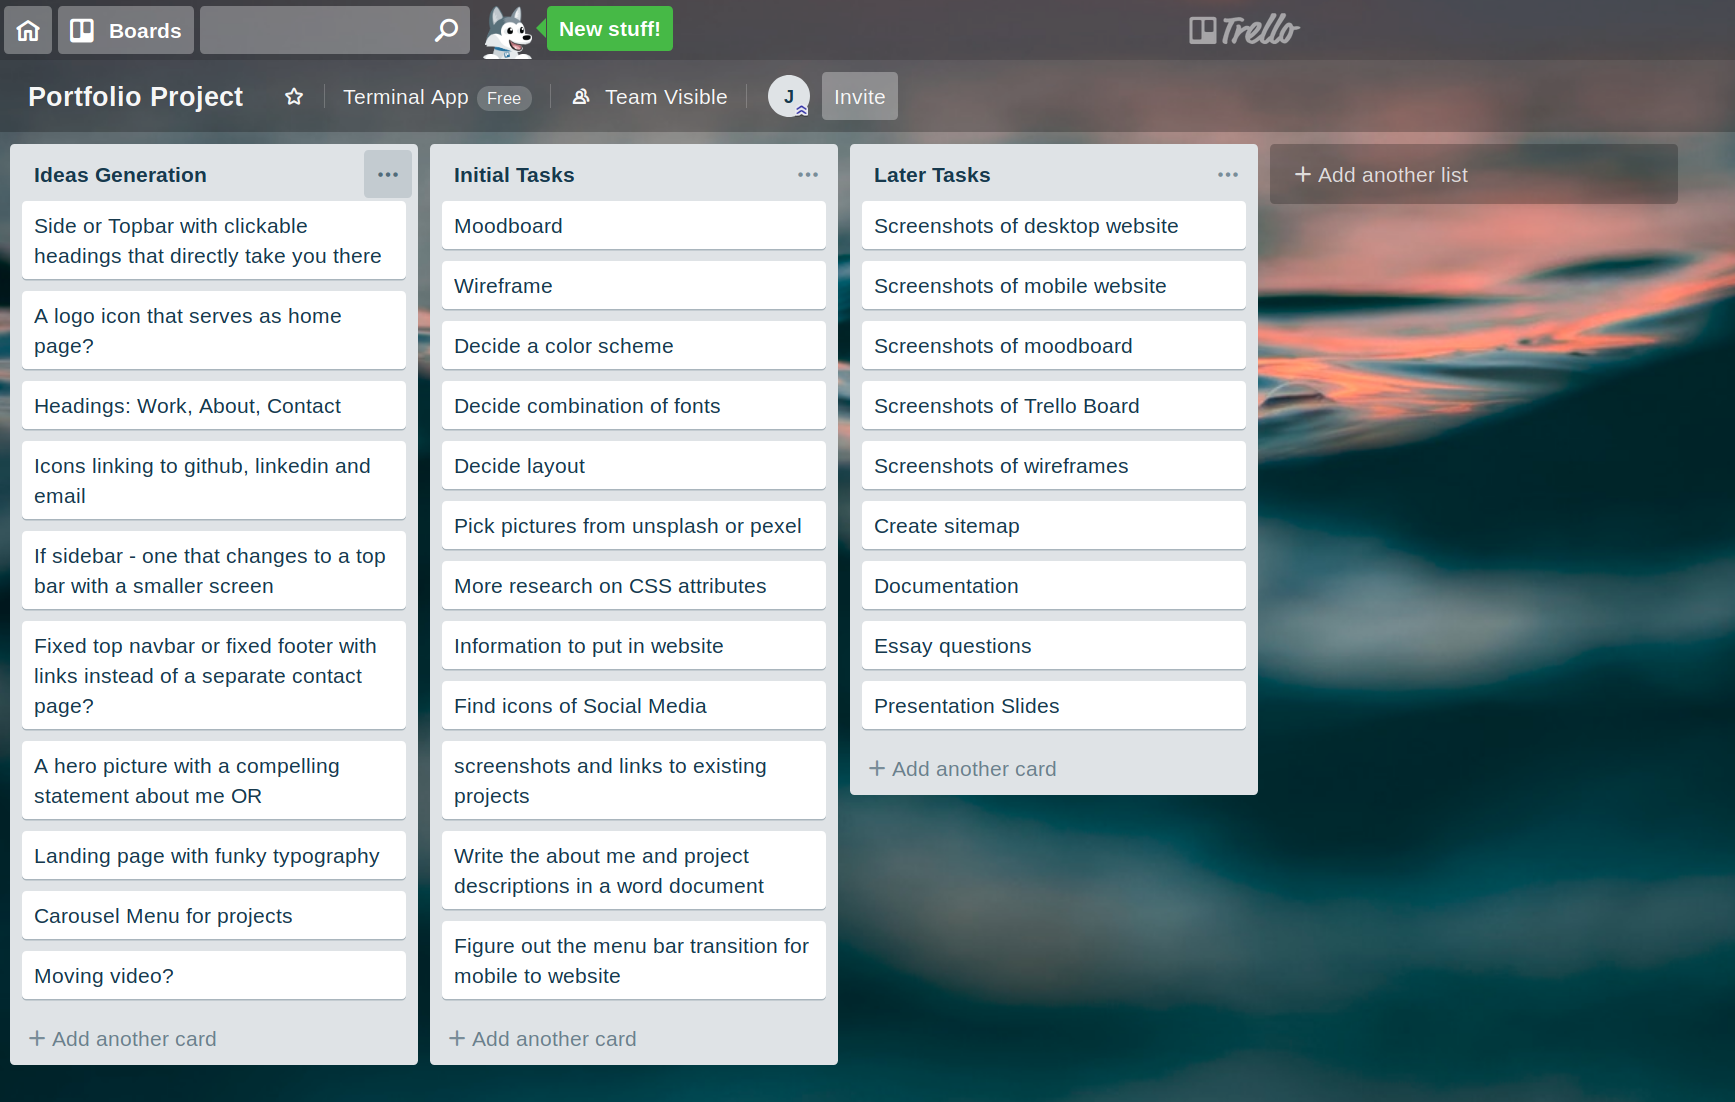 Boards
New stuff!
Trello
Portfolio Project
Terminal App Free
Team Visible
J
Invite
Ideas Generation
Side or Topbar with clickable
headings that directly take you there
A logo icon that serves as home
page?
Headings: Work, About, Contact
Icons linking to github, linkedin and
email
If sidebar - one that changes to a top
bar with a smaller screen
Fixed top navbar or fixed footer with
links instead of a separate contact
page?
A hero picture with a compelling
statement about me OR
Landing page with funky typography
Carousel Menu for projects
Moving video?
+ Add another card
Initial Tasks
Moodboard
Wireframe
Decide a color scheme
Decide combination of fonts
Decide layout
Pick pictures from unsplash or pexel
More research on CSS attributes
Information to put in website
Find icons of Social Media
screenshots and links to existing
projects
Write the about me and project
descriptions in a word document
Figure out the menu bar transition for
mobile to website
+ Add another card
Later Tasks
Screenshots of desktop website
Screenshots of mobile website
Screenshots of moodboard
Screenshots of Trello Board
Screenshots of wireframes
Create sitemap
Documentation
Essay questions
Presentation Slides
+ Add another card
+ Add another list